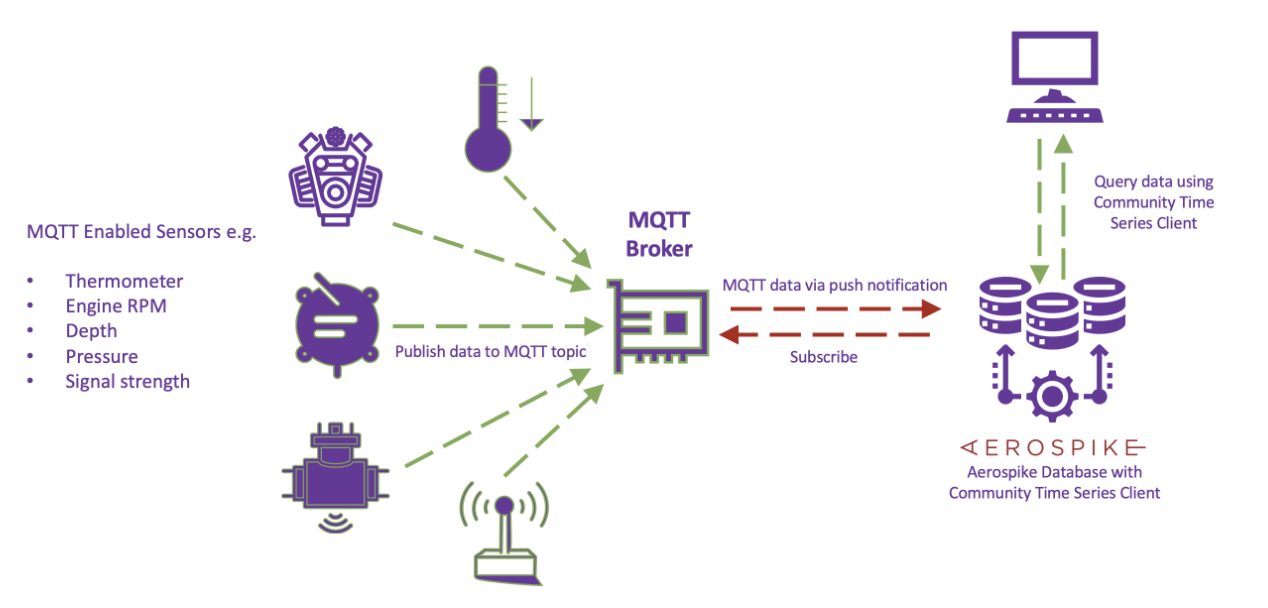 MQTT Enabled Sensors e.g.
• Thermometer
• Engine RPM
• Depth
• Pressure
• Signal strength
Publish data to MQTT topic
MQTT
Broker
MQTT data via push notification
Subscribe
Query data using
Community Time
Series Client
AEROSPIKE
Aerospike Database with
Community Time Series Client